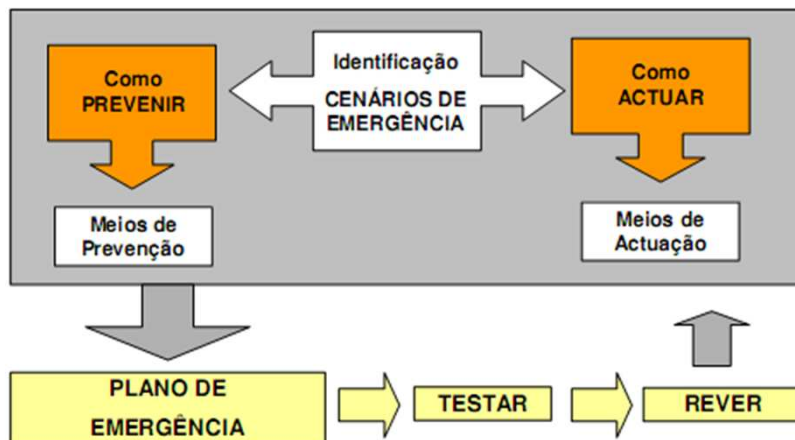 Como
PREVENIR
Identificação
CENÁRIOS DE
EMERGÊNCIA
Como
ACTUAR
Meios de
Prevenção
Meios de
Actuação
PLANO DE
EMERGÊNCIA
TESTAR
REVER